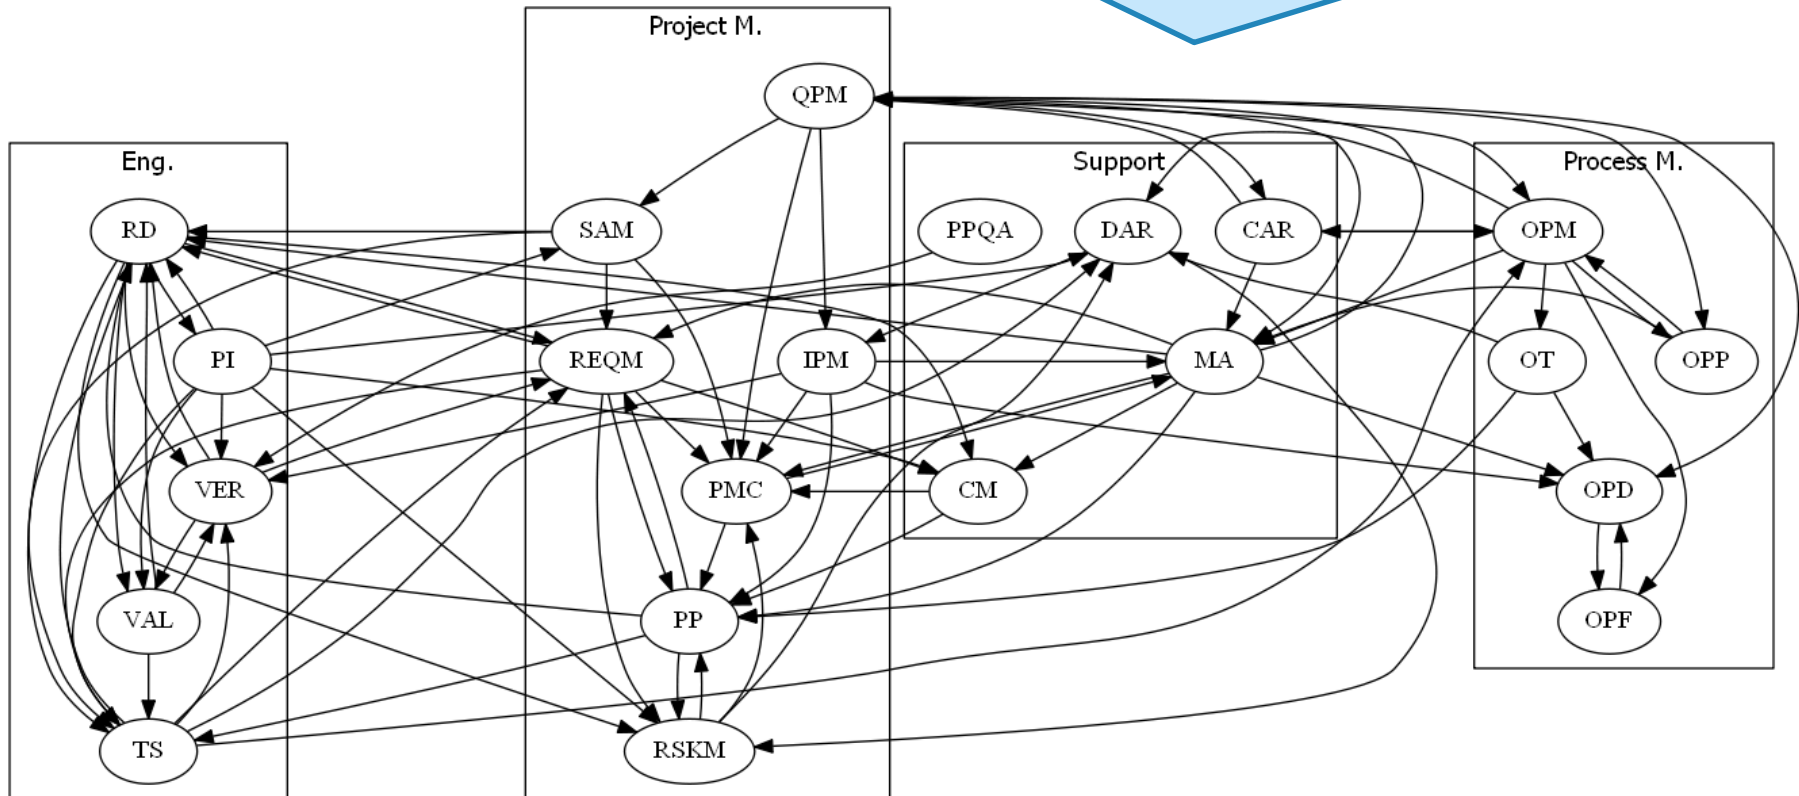 Project M.
QPM
Eng.
Support
Process M.
RD
SAM
PPQA
DAR
CAR
OPM
PI
REQM
IPM
MA
OT
OPP
VER
PMC
CM
OPD
VAL
PP
OPF
TS
RSKM